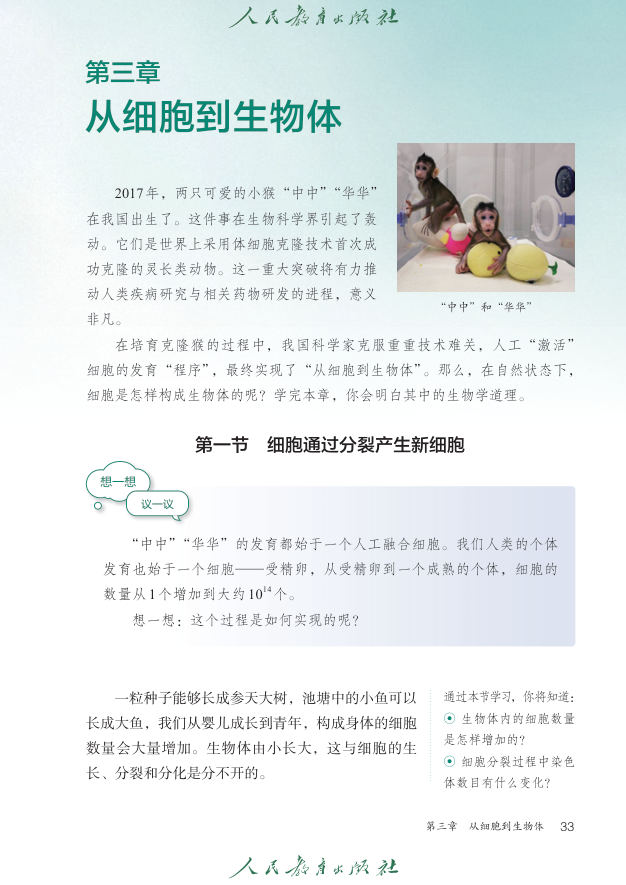 人民教育出版社
第三章
从细胞到生物体
2017年，两只可爱的小猴“中中”“华华”
在我国出生了。这件事在生物科学界引起了轰
动。它们是世界上采用体细胞克隆技术首次成
功克隆的灵长类动物。这一重大突破将有力推
动人类疾病研究与相关药物研发的进程，意义
非凡。
“中中”和“华华”
在培育克隆猴的过程中，我国科学家克服重重技术难关，人工“激活”
细胞的发育“程序”，最终实现了“从细胞到生物体”。那么，在自然状态下，
细胞是怎样构成生物体的呢？学完本章，你会明白其中的生物学道理。
第一节 细胞通过分裂产生新细胞
想一想
议一议
“中中”“华华”的发育都始于一个人工融合细胞。我们人类的个体
发育也始于一个细胞——受精卵，从受精卵到一个成熟的个体，细胞的
数量从1个增加到大约10¹⁴个。
想一想：这个过程是如何实现的呢？
一粒种子能够长成参天大树，池塘中的小鱼可以
长成大鱼，我们从婴儿成长到青年，构成身体的细胞
数量会大量增加。生物体由小长大，这与细胞的生
长、分裂和分化是分不开的。
通过本节学习，你将知道：
生物体内的细胞数量
是怎样增加的？
细胞分裂过程中染色
体数目有什么变化？
第三章 从细胞到生物体 33
人民教育出版社